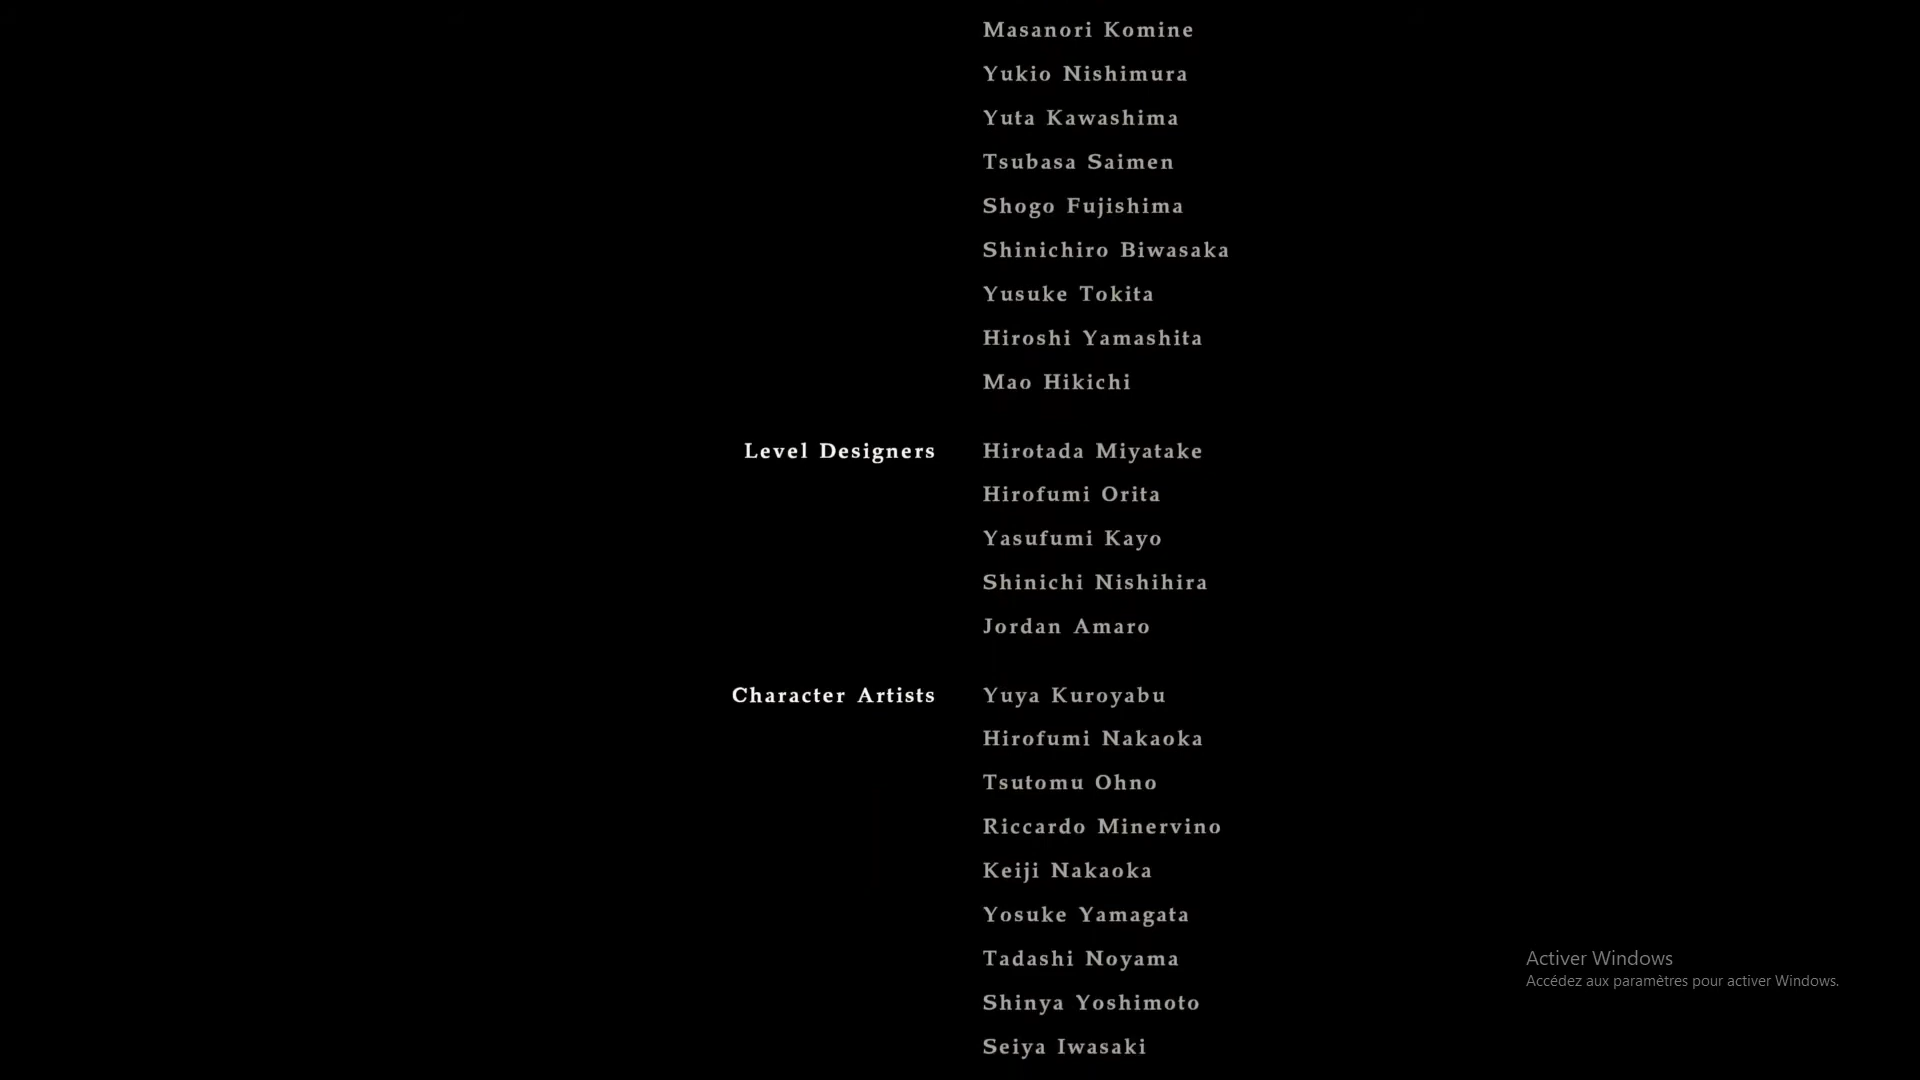 Masanori Komine
Yukio Nishimura
Yuta Kawashima
Tsubasa Saimen
Shogo Fujishima
Shinichiro Biwasaka
Yusuke Tokita
Hiroshi Yamashita
Mao Hikichi
Level Designers Hirotada Miyatake
Hirofumi Orita
Yasufumi Kayo
Shinichi Nishihira
Jordan Amaro
Character Artists Yuya Kuroyabu
Hirofumi Nakaoka
Tsutomu Ohno
Riccardo Minervino
Keiji Nakaoka
Yosuke Yamagata
Tadashi Noyama
Shinya Yoshimoto
Seiya Iwasaki
Activer Windows
Accédez aux paramètres pour activer Windows.